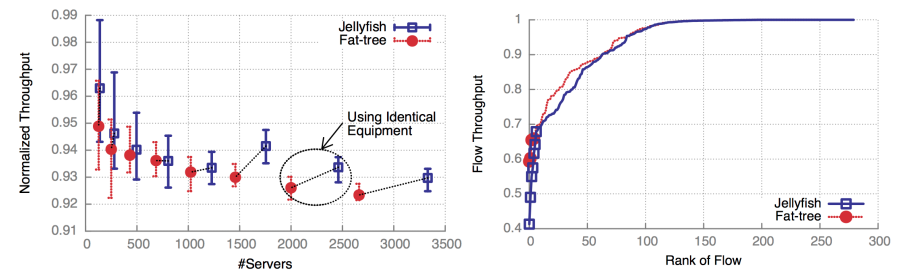 0.99
0.98
0.97
0.96
0.95
0.94
0.93
0.92
0.91
Normalized Throughput
Jellyfish
Fat-tree
Using Identical
Equipment
0 500 1000 1500 2000 2500 3000 3500
#Servers
1
0.9
0.8
0.7
0.6
0.5
0.4
Flow Throughput
Jellyfish
Fat-tree
0 50 100 150 200 250 300
Rank of Flow